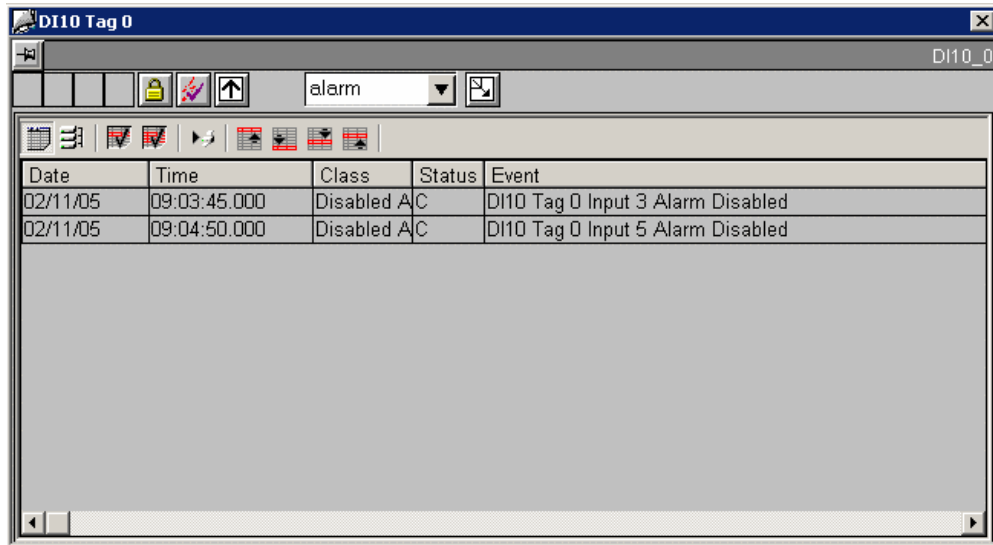 DI10 Tag 0
DI10_0
alarm
Date Time Class Status Event
02/11/05 09:03:45.000 Disabled A C DI10 Tag 0 Input 3 Alarm Disabled
02/11/05 09:04:50.000 Disabled A C DI10 Tag 0 Input 5 Alarm Disabled